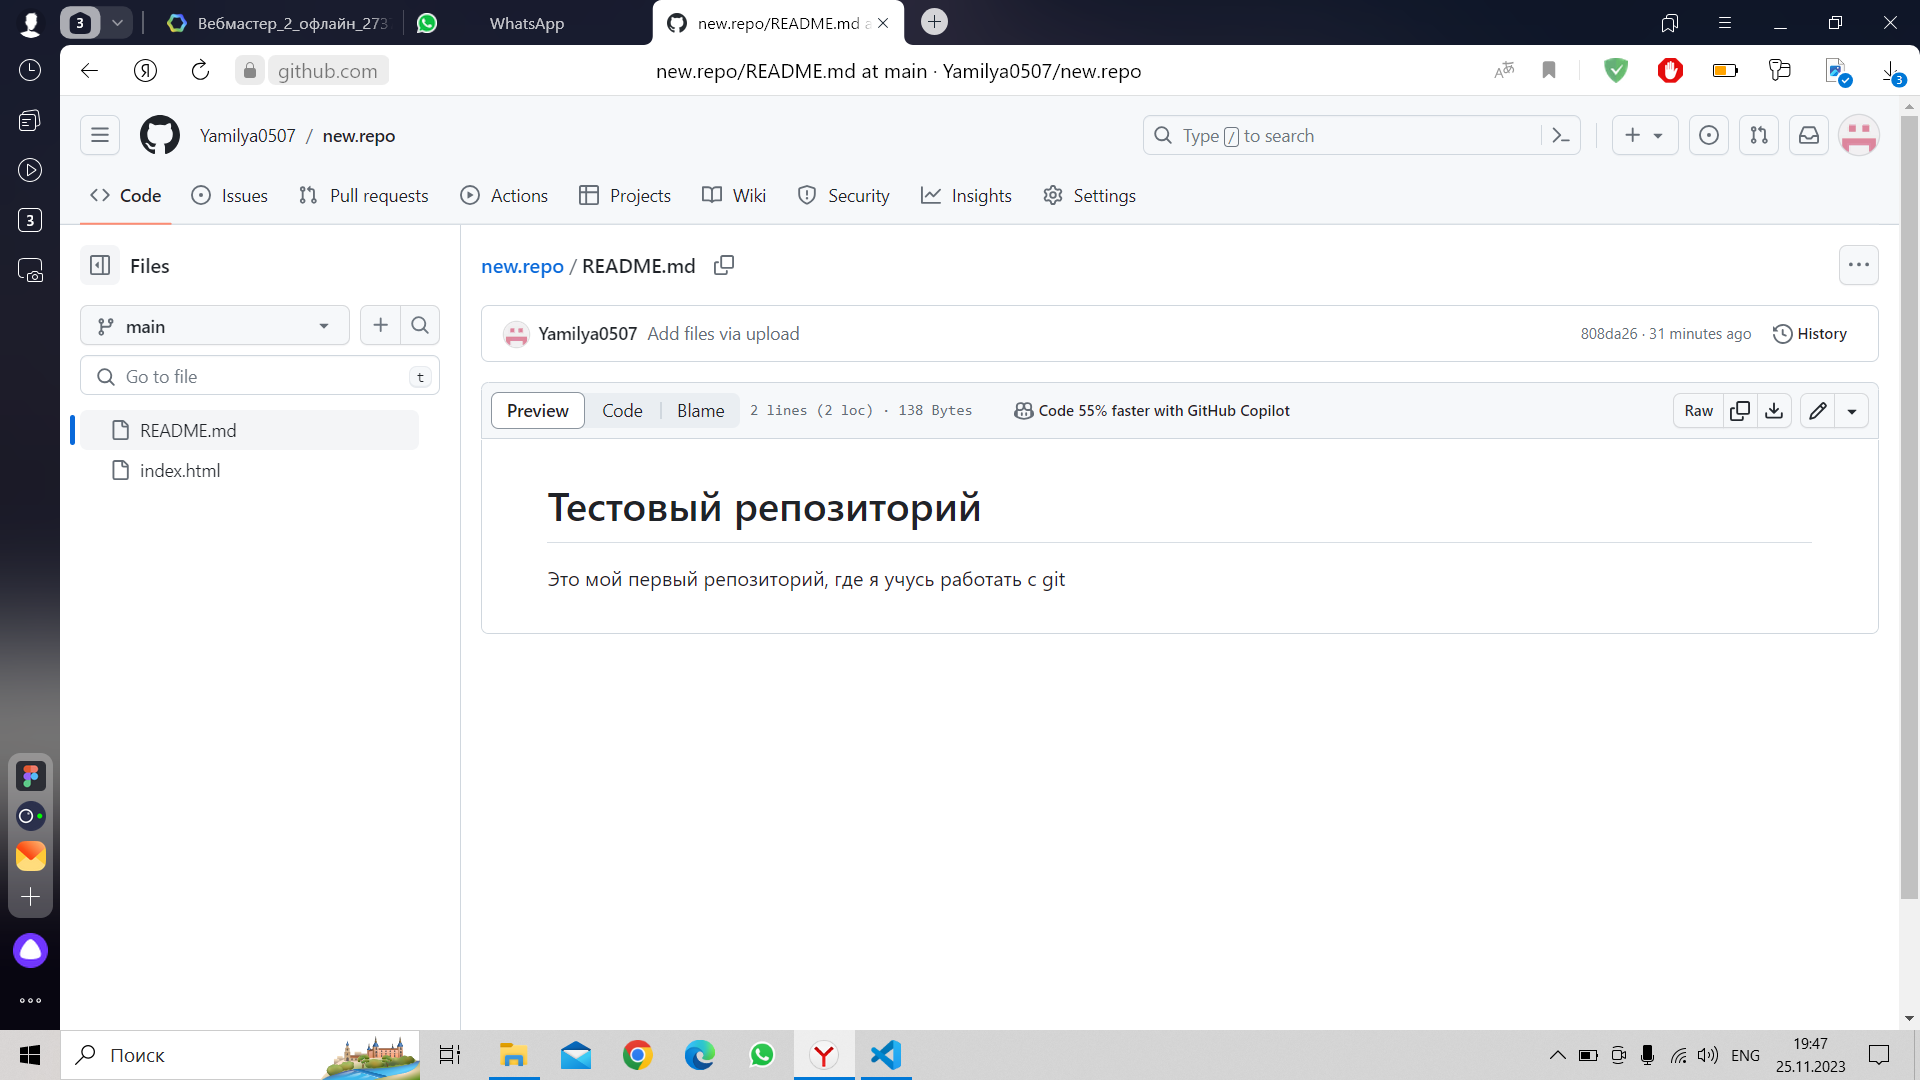 3
Вебмастер_2_офлайн_273
WhatsApp
new.repo/README.md a
github.com
new.repo/README.md at main · Yamilya0507/new.repo
3
Yamilya0507 / new.repo
Type / to search
3
Code
Issues
Pull requests
Actions
Projects
Wiki
Security
Insights
Settings
Files
new.repo / README.md
main
Yamilya0507 Add files via upload
808da26 · 31 minutes ago
History
Go to file
t
Preview
Code
Blame
2 lines (2 loc) · 138 Bytes
Code 55% faster with GitHub Copilot
Raw
README.md
index.html
Тестовый репозиторий
Это мой первый репозиторий, где я учусь работать с git
Поиск
ENG
19:47
25.11.2023